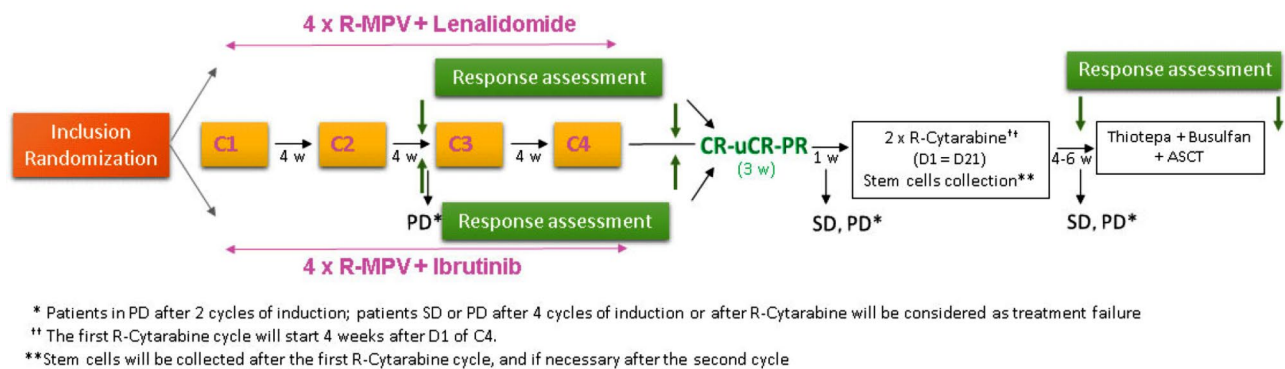 4 x R-MPV + Lenalidomide
Response assessment
Response assessment
Inclusion
Randomization
C1
4 w
C2
4 w
C3
4 w
C4
CR-uCR-PR
(3 w)
1 w
2 x R-Cytarabine††
(D1 = D21)
Stem cells collection**
4-6 w
Thiotepa + Busulfan
+ ASCT
PD*
Response assessment
SD, PD*
SD, PD*
4 x R-MPV + Ibrutinib
* Patients in PD after 2 cycles of induction; patients SD or PD after 4 cycles of induction or after R-Cytarabine will be considered as treatment failure
†† The first R-Cytarabine cycle will start 4 weeks after D1 of C4.
**Stem cells will be collected after the first R-Cytarabine cycle, and if necessary after the second cycle